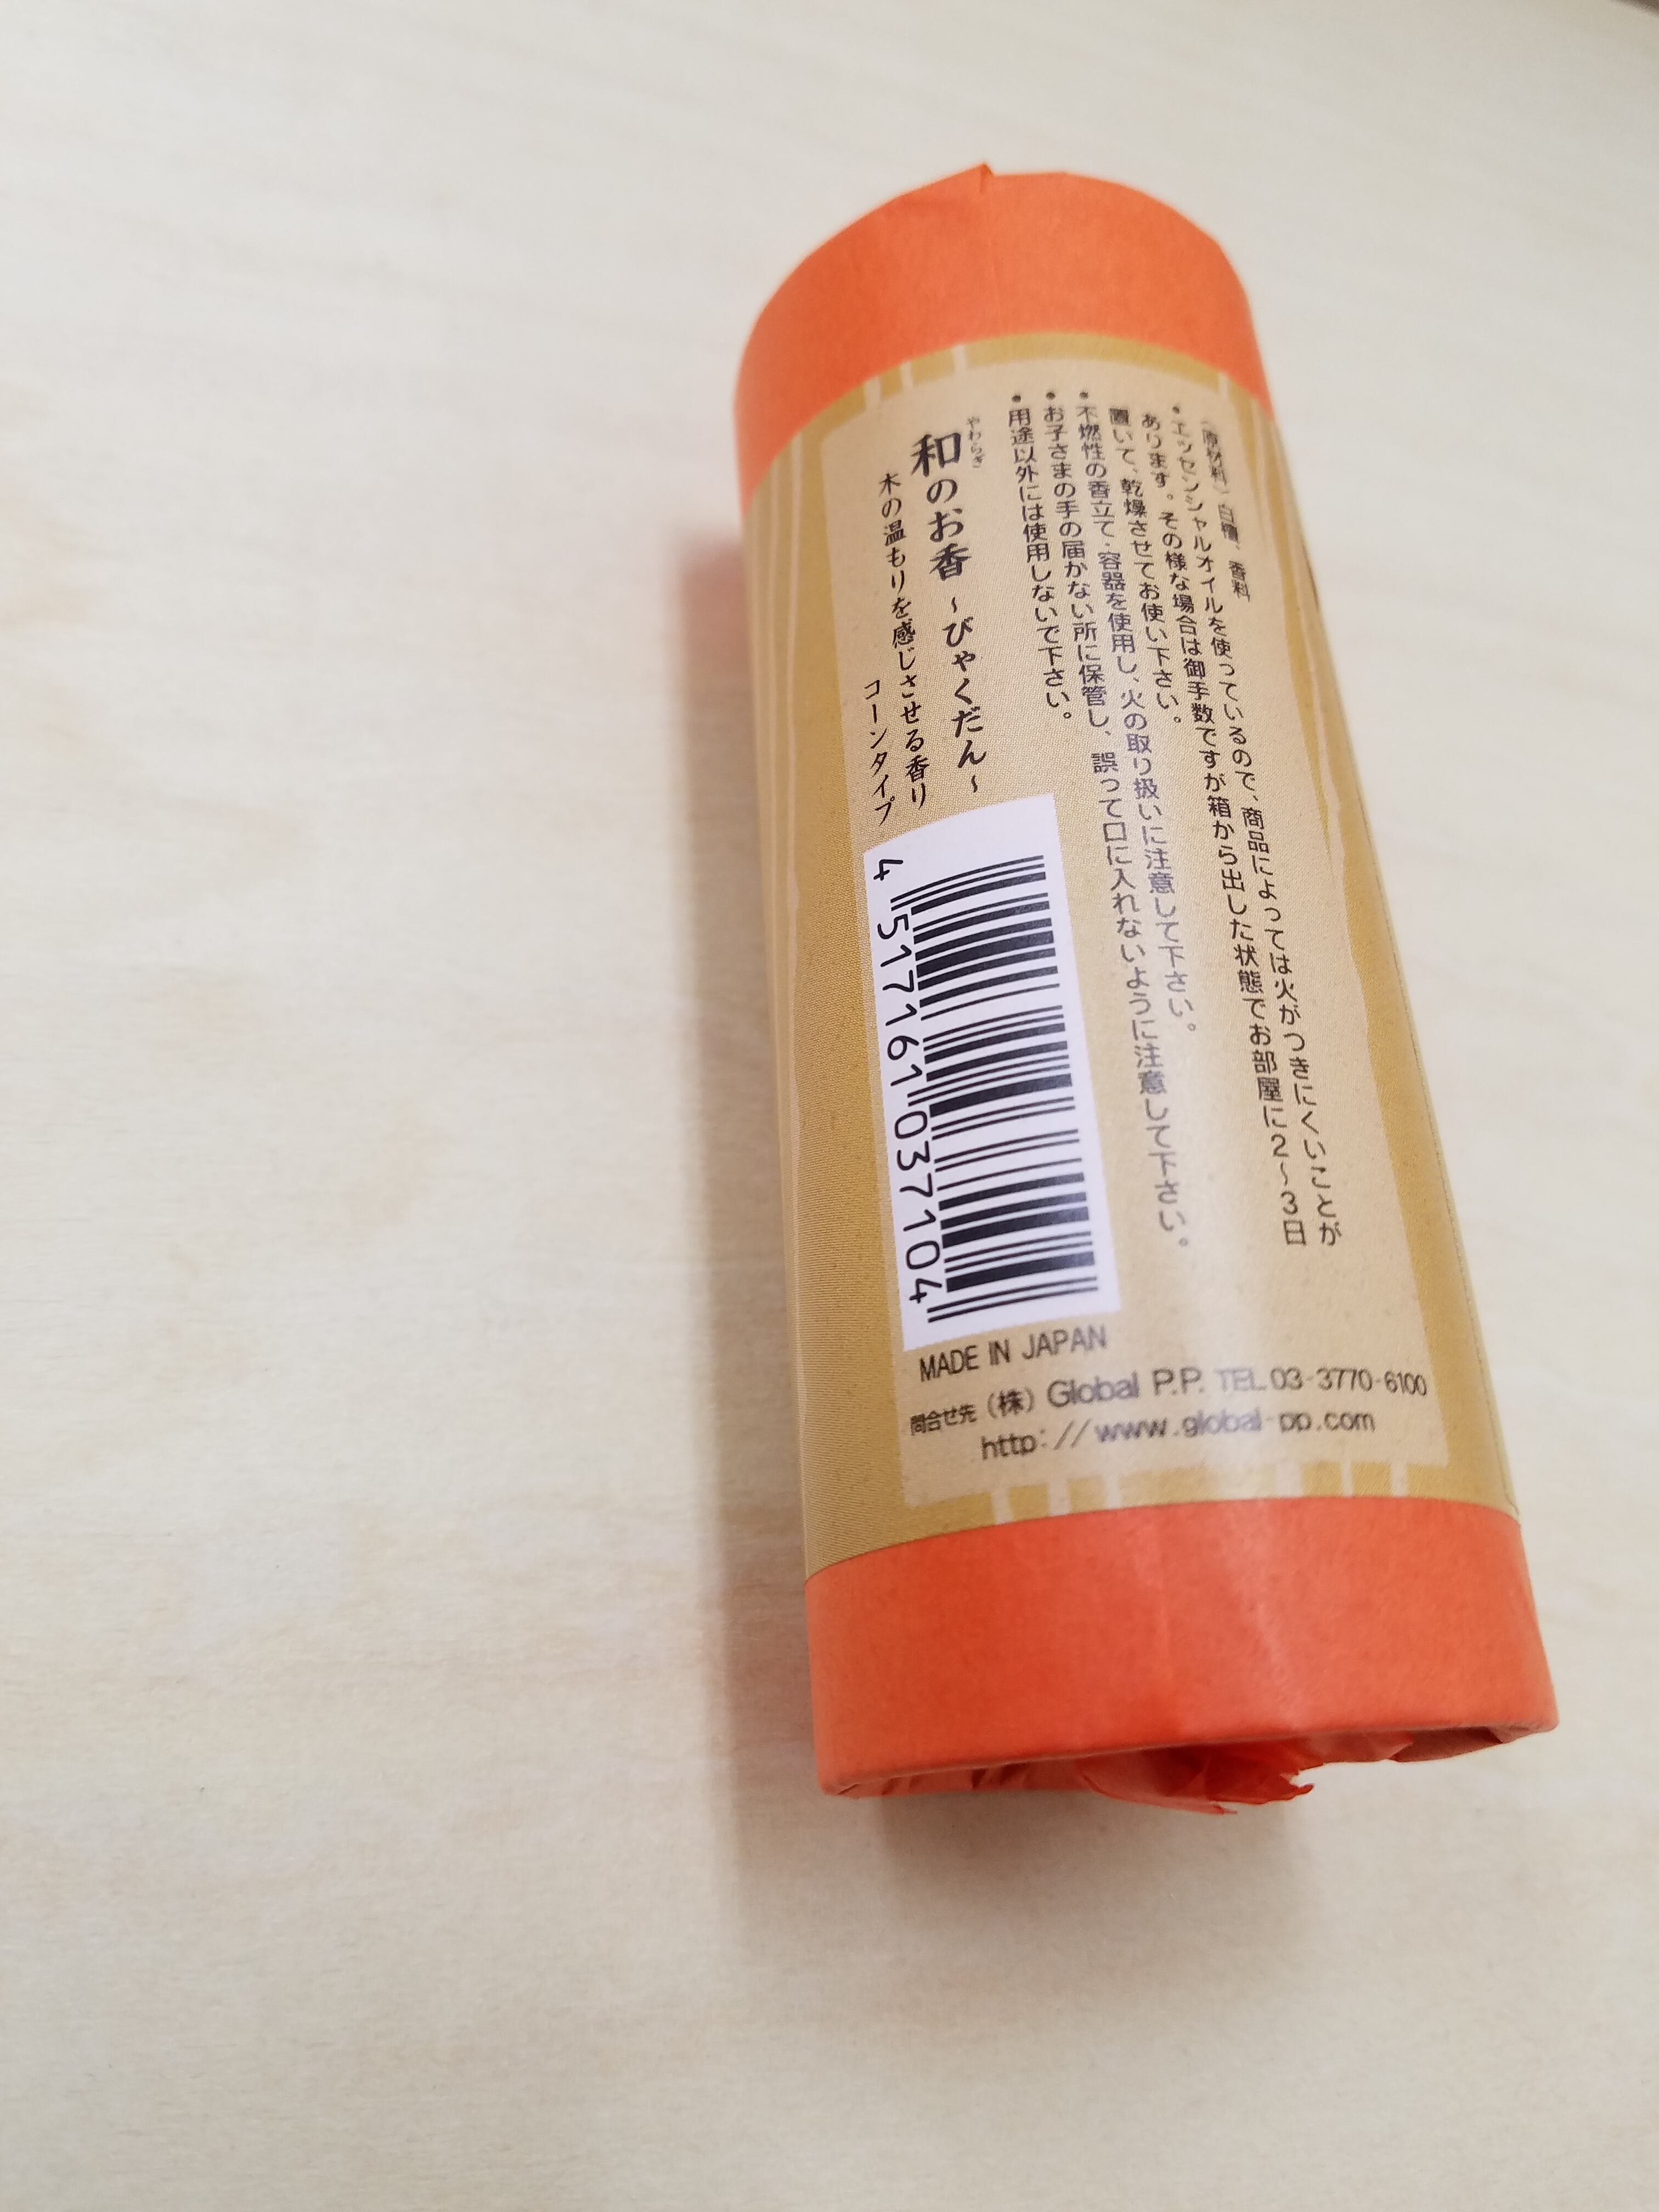 (原材料) 白檀、香料
• エッセンシャルオイルを使っているので、商品によっては火がつきにくいことが
あります。その様な場合は御手数ですが箱から出した状態でお部屋に2~3日
置いて、乾燥させてお使い下さい。
• 不燃性の香立て・容器を使用し、火の取り扱いに注意して下さい。
• お子さまの手の届かない所に保管し、誤って口に入れないように注意して下さい。
• 用途以外には使用しないで下さい。
やわらぎ
和のお香 ~びゃくだん~
木の温もりを感じさせる香り
コーンタイプ
4 517161 037104
MADE IN JAPAN
問合せ先 (株) Global P.P. TEL 03-3770-6100
http://www.global-pp.com